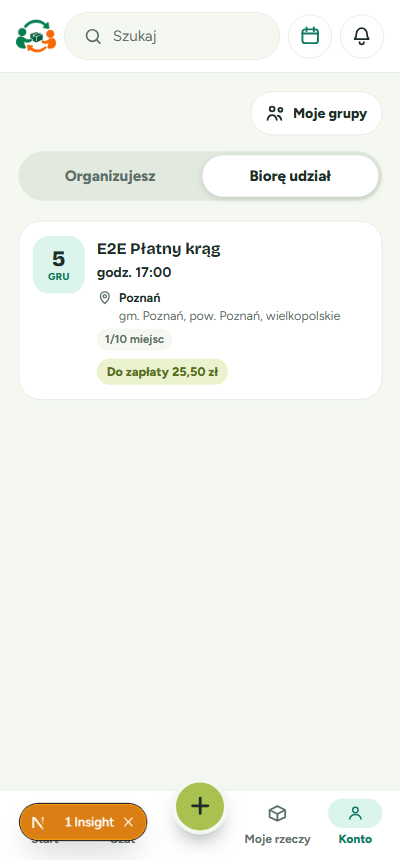 Szukaj
Moje grupy
Organizujesz
Biorę udział
5
GRU
E2E Płatny krąg
godz. 17:00
Poznań
gm. Poznań, pow. Poznań, wielkopolskie
1/10 miejsc
Do zapłaty 25,50 zł
N
1 Insight
Moje rzeczy
Konto